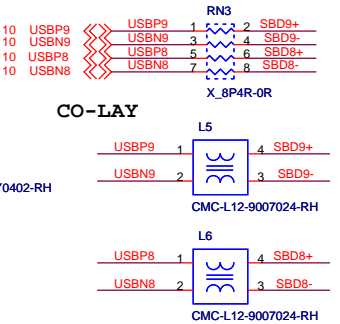 RN3
10 USBP9 USBP9 1 2 SBD9+
10 USBN9 USBN9 3 4 SBD9-
10 USBP8 USBP8 5 6 SBD8+
10 USBN8 USBN8 7 8 SBD8-
X_8P4R-0R
CO-LAY
L5
USBP9 1 4 SBD9+
USBN9 2 3 SBD9-
0402-RH
CMC-L12-9007024-RH
L6
USBP8 1 4 SBD8+
USBN8 2 3 SBD8-
CMC-L12-9007024-RH